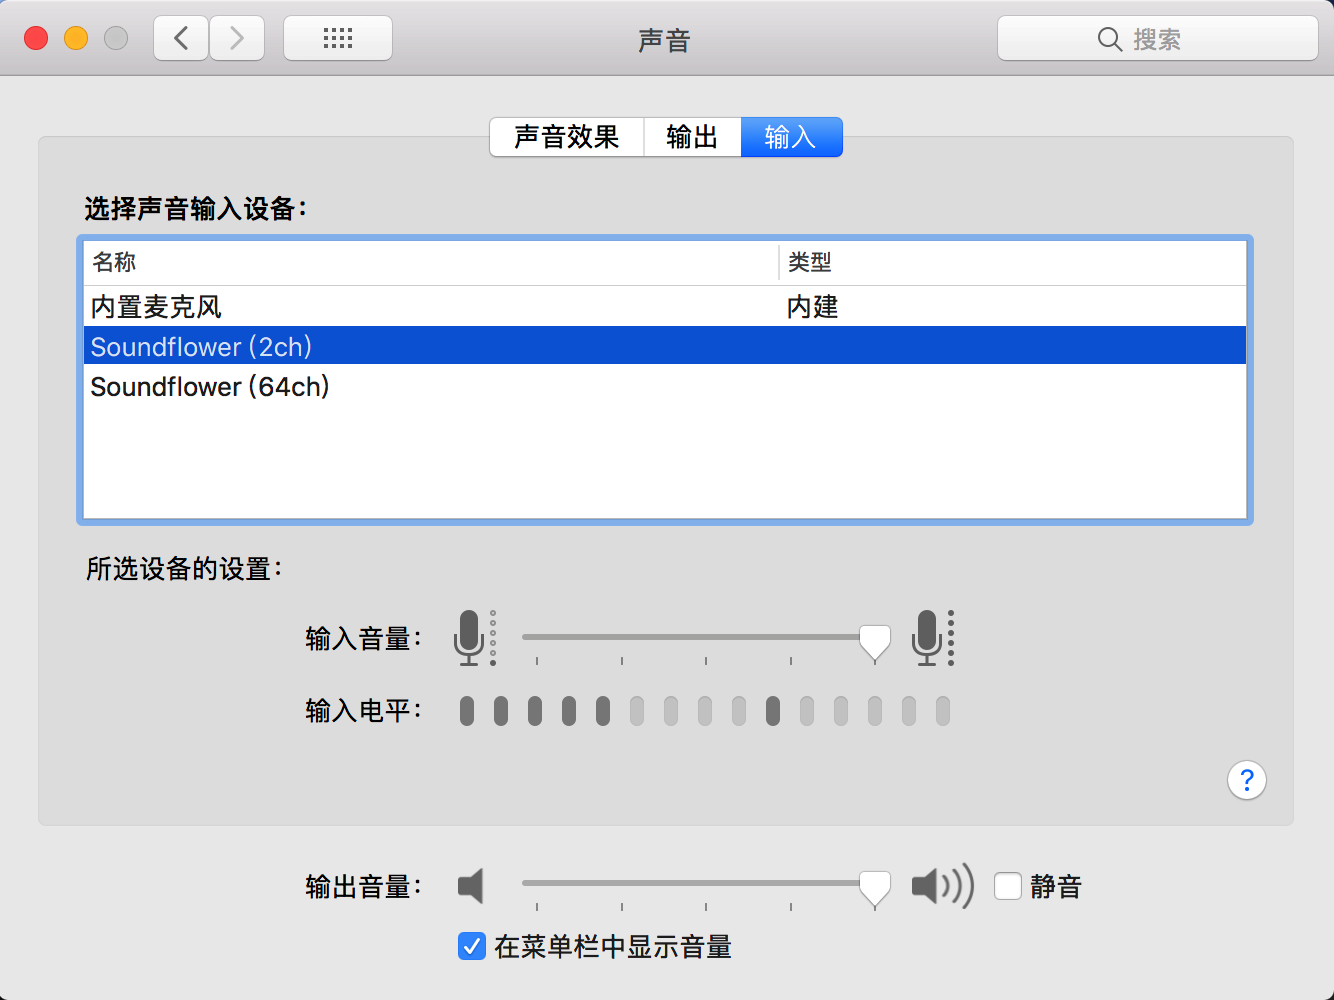 声音
搜索
声音效果 输出 输入
选择声音输入设备：
名称 类型
内置麦克风 内建
Soundflower (2ch)
Soundflower (64ch)
所选设备的设置：
输入音量：
输入电平：
?
输出音量： 静音
在菜单栏中显示音量